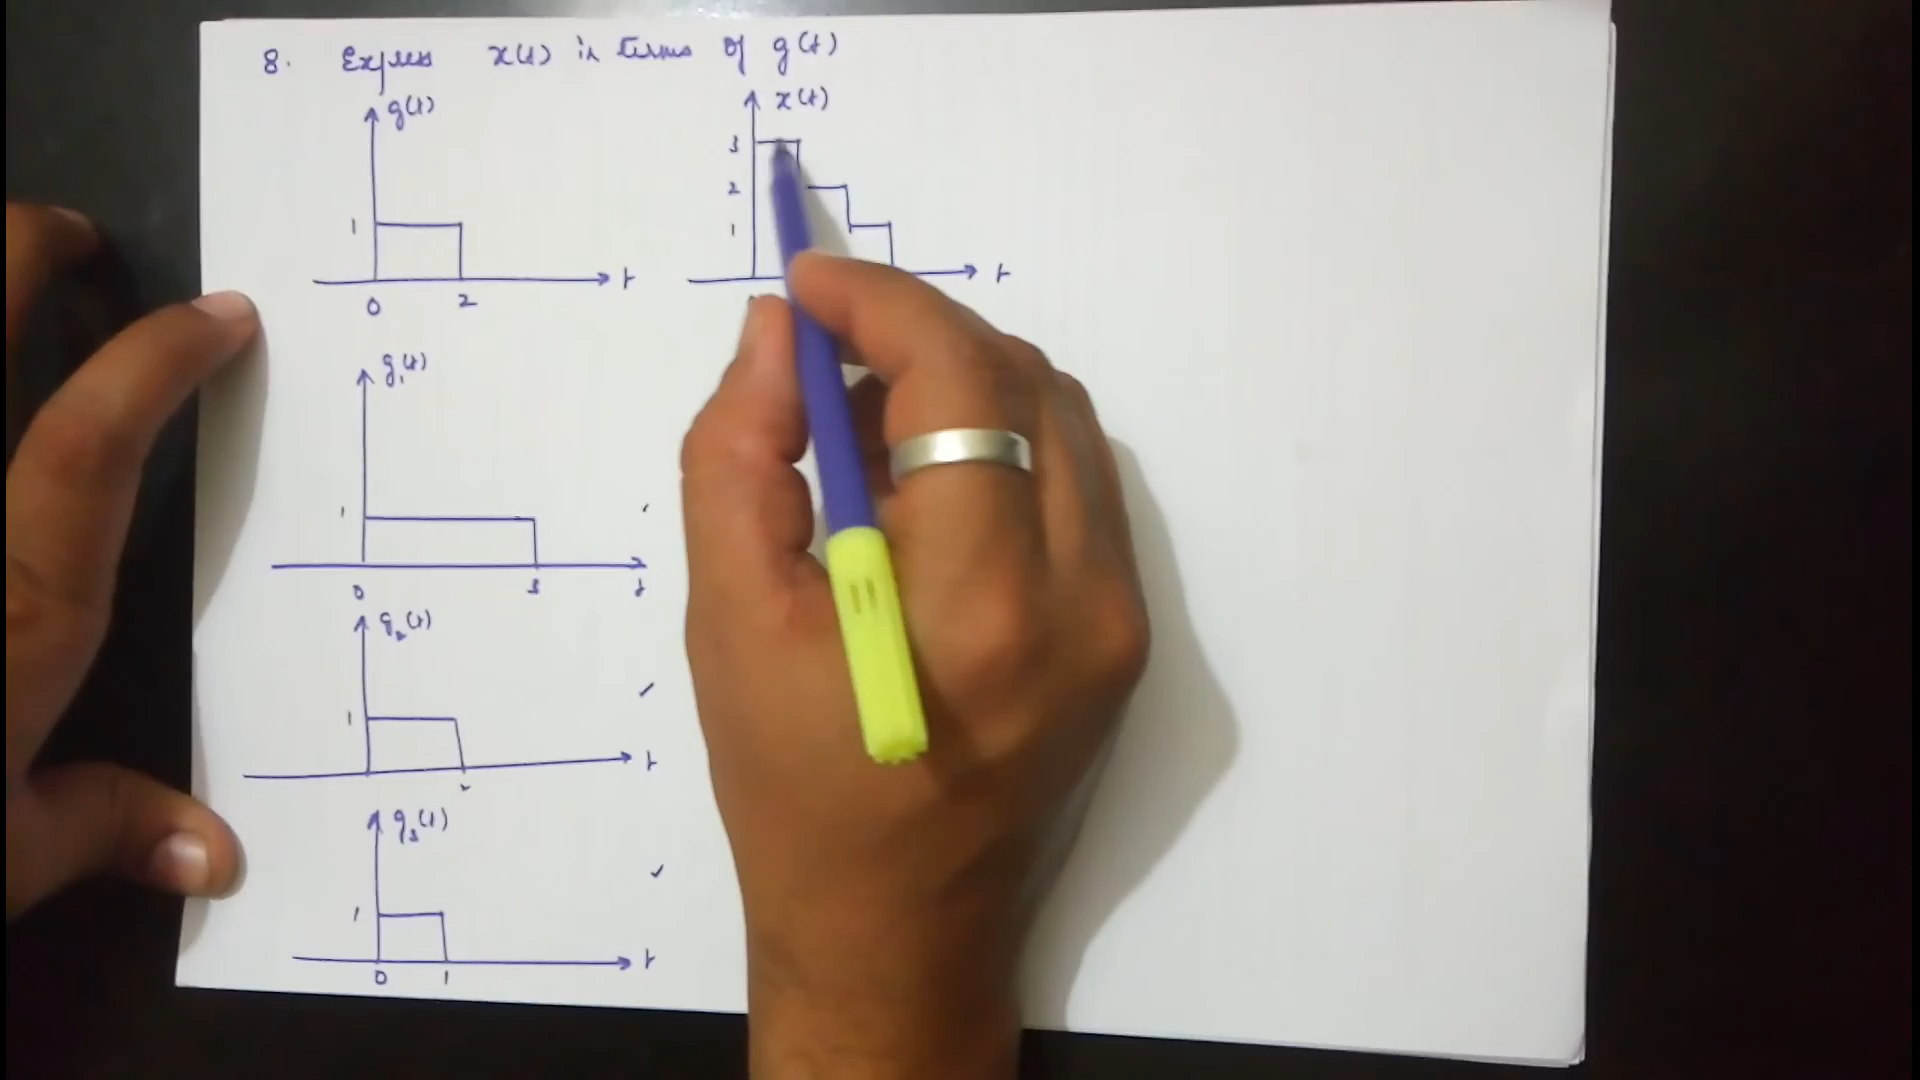 8. Express x(t) in terms of g(t)
g(t)
1
0 2 t
x(t)
3
2
1
t
g₁(t)
1
0 3 t
g₂(t)
1
2 t
g₃(t)
1
0 1 t